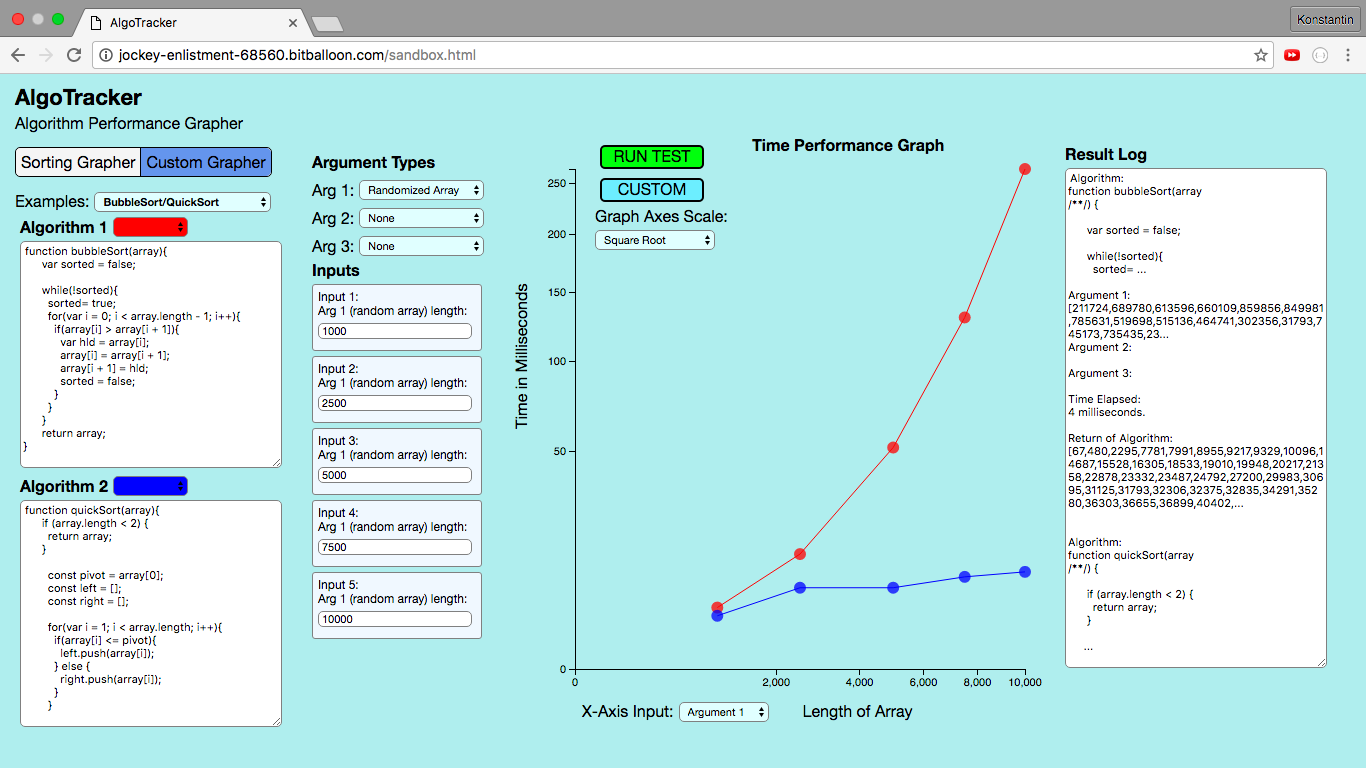 AlgoTracker
Konstantin
jockey-enlistment-68560.bitballoon.com/sandbox.html
AlgoTracker
Algorithm Performance Grapher
Sorting Grapher
Custom Grapher
Examples:
BubbleSort/QuickSort
Algorithm 1
function bubbleSort(array){
var sorted = false;
while(!sorted){
sorted= true;
for(var i = 0; i < array.length - 1; i++){
if(array[i] > array[i + 1]){
var hld = array[i];
array[i] = array[i + 1];
array[i + 1] = hld;
sorted = false;
}
}
}
return array;
}
Algorithm 2
function quickSort(array){
if (array.length < 2) {
return array;
}
const pivot = array[0];
const left = [];
const right = [];
for(var i = 1; i < array.length; i++){
if(array[i] <= pivot){
left.push(array[i]);
} else {
right.push(array[i]);
}
}
Argument Types
Arg 1: Randomized Array
Arg 2: None
Arg 3: None
Inputs
Input 1:
Arg 1 (random array) length:
1000
Input 2:
Arg 1 (random array) length:
2500
Input 3:
Arg 1 (random array) length:
5000
Input 4:
Arg 1 (random array) length:
7500
Input 5:
Arg 1 (random array) length:
10000
RUN TEST
CUSTOM
Graph Axes Scale:
Square Root
Time Performance Graph
Time in Milliseconds
250
200
150
100
50
0
0
2,000
4,000
6,000
8,000
10,000
X-Axis Input: Argument 1
Length of Array
Result Log
Algorithm:
function bubbleSort(array
/**/) {
var sorted = false;
while(!sorted){
sorted= ...
Argument 1:
[211724,689780,613596,660109,859856,849981
,785631,519698,515136,464741,302356,31793,7
45173,735435,23...
Argument 2:
Argument 3:
Time Elapsed:
4 milliseconds.
Return of Algorithm:
[67,480,2295,7781,7991,8955,9217,9329,10096,1
4687,15528,16305,18533,19010,19948,20217,21
358,22878,23332,23487,24792,27200,29983,306
95,31125,31793,32306,32375,32835,34291,352
80,36303,36655,36899,40402,...
Algorithm:
function quickSort(array
/**/) {
if (array.length < 2) {
return array;
}
...